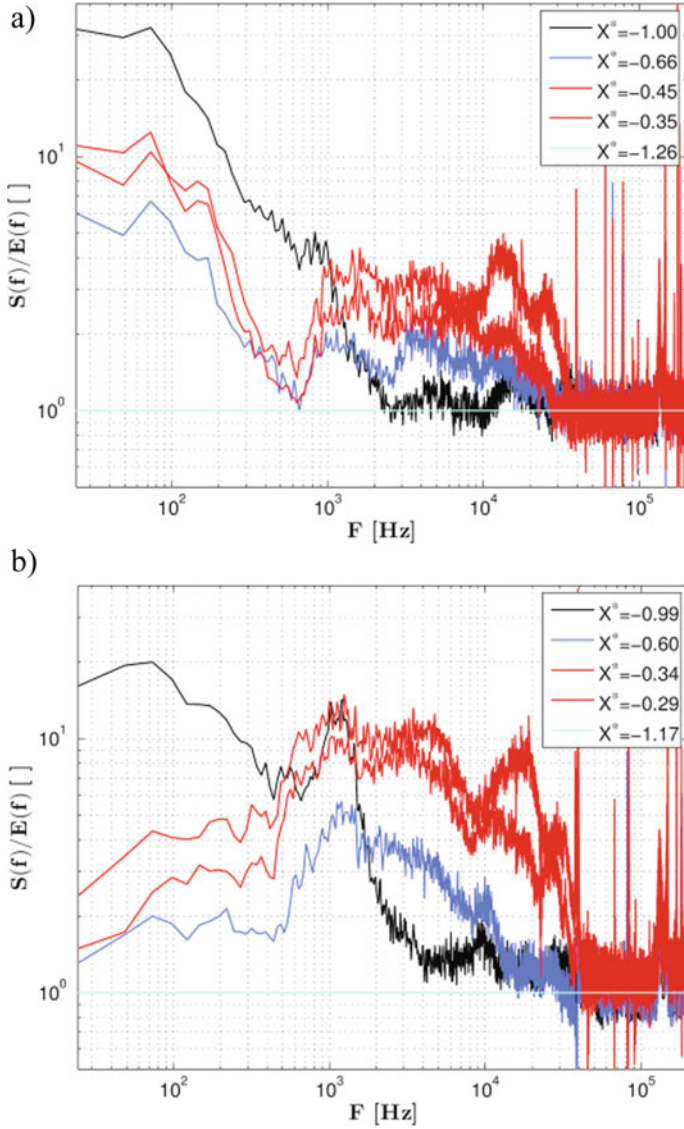 a)
X*=−1.00
X*=−0.66
X*=−0.45
X*=−0.35
X*=−1.26
10¹
10⁰
S(f)/E(f) [ ]
10²
10³
10⁴
10⁵
F [Hz]
b)
X*=−0.99
X*=−0.60
X*=−0.34
X*=−0.29
X*=−1.17
10¹
10⁰
S(f)/E(f) [ ]
10²
10³
10⁴
10⁵
F [Hz]